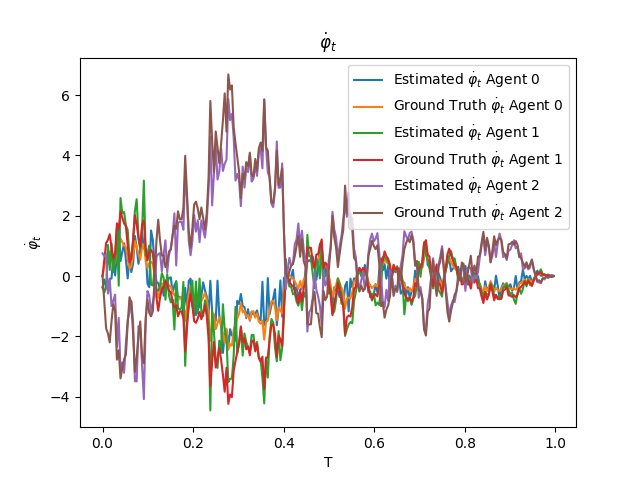 φ̇ₜ
Estimated φ̇ₜ Agent 0
Ground Truth φ̇ₜ Agent 0
Estimated φ̇ₜ Agent 1
Ground Truth φ̇ₜ Agent 1
Estimated φ̇ₜ Agent 2
Ground Truth φ̇ₜ Agent 2
φ̇ₜ
6
4
2
0
−2
−4
0.0 0.2 0.4 0.6 0.8 1.0
T